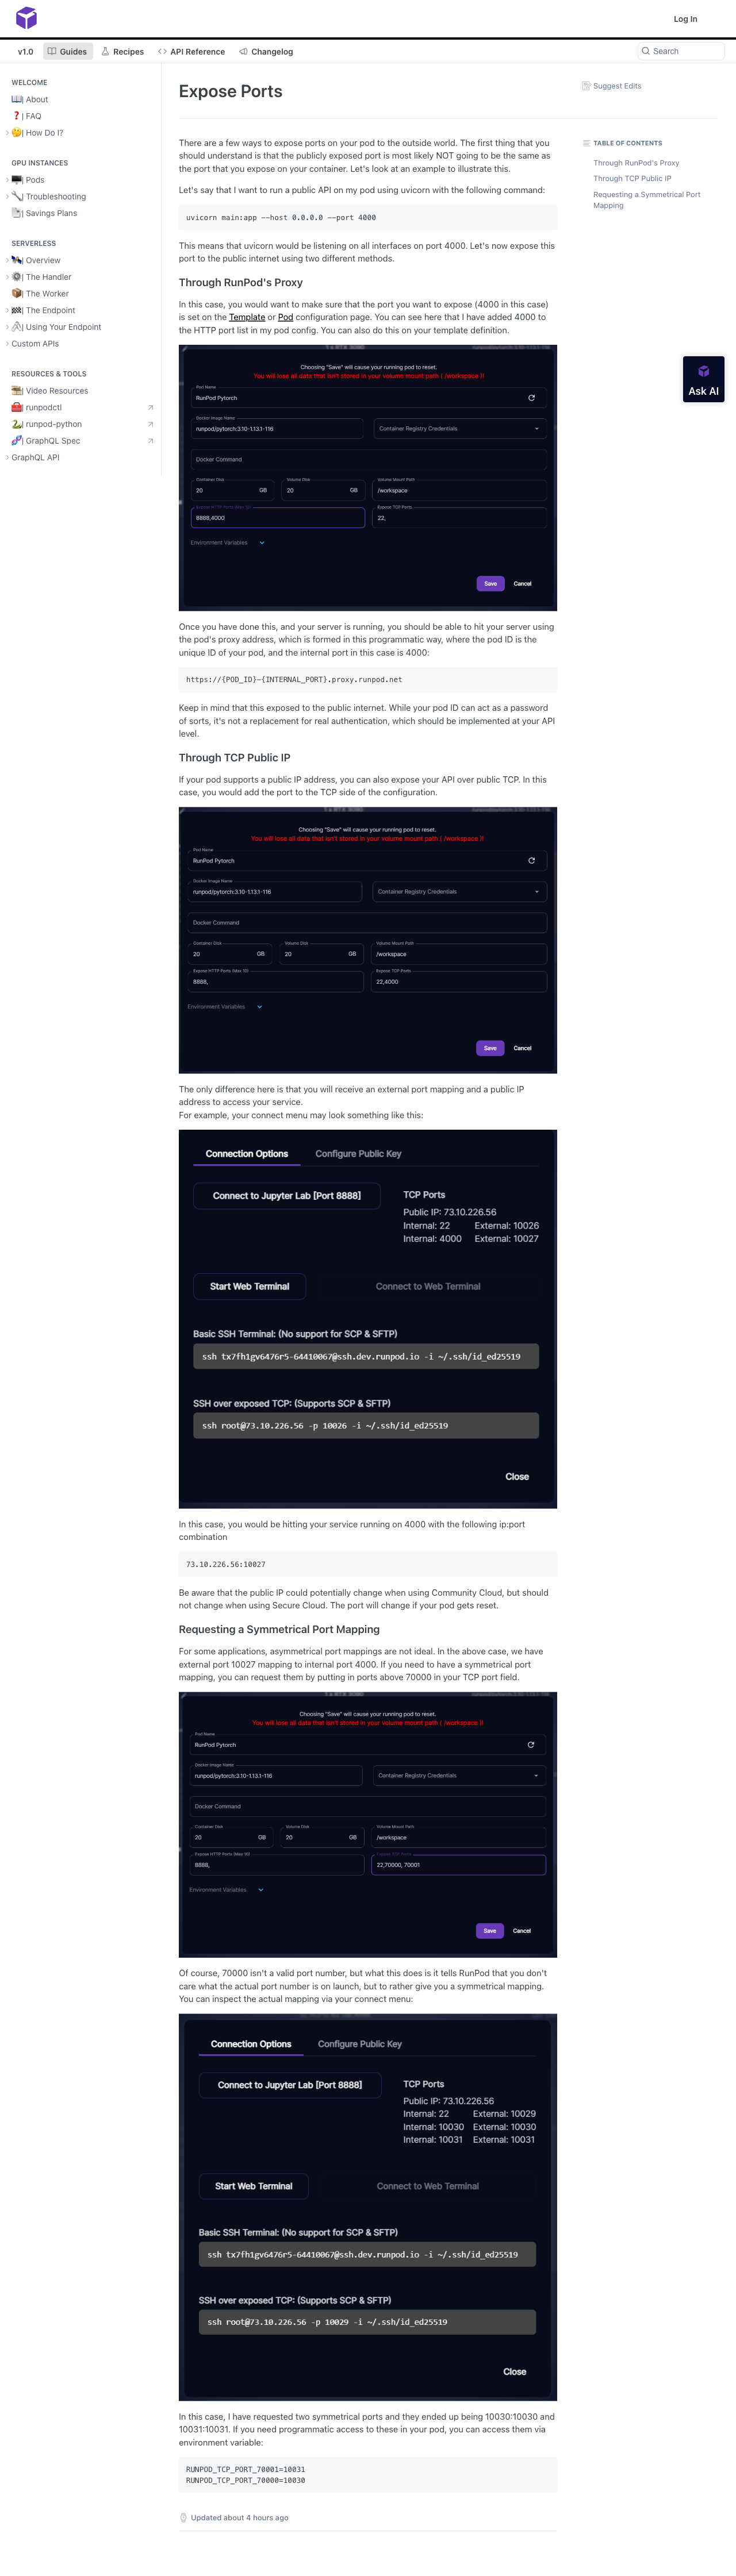 Log In
v1.0 Guides Recipes API Reference Changelog Search
WELCOME
| About
| FAQ
| How Do I?
GPU INSTANCES
| Pods
| Troubleshooting
| Savings Plans
SERVERLESS
| Overview
| The Handler
| The Worker
| The Endpoint
| Using Your Endpoint
Custom APIs
RESOURCES & TOOLS
| Video Resources
| runpodctl
| runpod-python
| GraphQL Spec
GraphQL API
Expose Ports
Suggest Edits
TABLE OF CONTENTS
Through RunPod's Proxy
Through TCP Public IP
Requesting a Symmetrical Port
Mapping
Ask AI
There are a few ways to expose ports on your pod to the outside world. The first thing that you
should understand is that the publicly exposed port is most likely NOT going to be the same as
the port that you expose on your container. Let's look at an example to illustrate this.
Let's say that I want to run a public API on my pod using uvicorn with the following command:
uvicorn main:app --host 0.0.0.0 --port 4000
This means that uvicorn would be listening on all interfaces on port 4000. Let's now expose this
port to the public internet using two different methods.
Through RunPod's Proxy
In this case, you would want to make sure that the port you want to expose (4000 in this case)
is set on the Template or Pod configuration page. You can see here that I have added 4000 to
the HTTP port list in my pod config. You can also do this on your template definition.
Choosing "Save" will cause your running pod to reset.
You will lose all data that isn't stored in your volume mount path ( /workspace )!
Pod Name
RunPod Pytorch
Docker Image Name
runpod/pytorch:3.10-1.13.1-116
Container Registry Credentials
Docker Command
Container Disk Volume Disk Volume Mount Path
20 GB 20 GB /workspace
Expose HTTP Ports (Max 10) Expose TCP Ports
8888,4000 22,
Environment Variables
Save Cancel
Once you have done this, and your server is running, you should be able to hit your server using
the pod's proxy address, which is formed in this programmatic way, where the pod ID is the
unique ID of your pod, and the internal port in this case is 4000:
https://{POD_ID}-{INTERNAL_PORT}.proxy.runpod.net
Keep in mind that this exposed to the public internet. While your pod ID can act as a password
of sorts, it's not a replacement for real authentication, which should be implemented at your API
level.
Through TCP Public IP
If your pod supports a public IP address, you can also expose your API over public TCP. In this
case, you would add the port to the TCP side of the configuration.
Choosing "Save" will cause your running pod to reset.
You will lose all data that isn't stored in your volume mount path ( /workspace )!
Pod Name
RunPod Pytorch
Docker Image Name
runpod/pytorch:3.10-1.13.1-116
Container Registry Credentials
Docker Command
Container Disk Volume Disk Volume Mount Path
20 GB 20 GB /workspace
Expose HTTP Ports (Max 10) Expose TCP Ports
8888, 22,4000
Environment Variables
Save Cancel
The only difference here is that you will receive an external port mapping and a public IP
address to access your service.
For example, your connect menu may look something like this:
Connection Options Configure Public Key
Connect to Jupyter Lab [Port 8888]
TCP Ports
Public IP: 73.10.226.56
Internal: 22 External: 10026
Internal: 4000 External: 10027
Start Web Terminal Connect to Web Terminal
Basic SSH Terminal: (No support for SCP & SFTP)
ssh tx7fh1gv6476r5-64410067@ssh.dev.runpod.io -i ~/.ssh/id_ed25519
SSH over exposed TCP: (Supports SCP & SFTP)
ssh root@73.10.226.56 -p 10026 -i ~/.ssh/id_ed25519
Close
In this case, you would be hitting your service running on 4000 with the following ip:port
combination
73.10.226.56:10027
Be aware that the public IP could potentially change when using Community Cloud, but should
not change when using Secure Cloud. The port will change if your pod gets reset.
Requesting a Symmetrical Port Mapping
For some applications, asymmetrical port mappings are not ideal. In the above case, we have
external port 10027 mapping to internal port 4000. If you need to have a symmetrical port
mapping, you can request them by putting in ports above 70000 in your TCP port field.
Choosing "Save" will cause your running pod to reset.
You will lose all data that isn't stored in your volume mount path ( /workspace )!
Pod Name
RunPod Pytorch
Docker Image Name
runpod/pytorch:3.10-1.13.1-116
Container Registry Credentials
Docker Command
Container Disk Volume Disk Volume Mount Path
20 GB 20 GB /workspace
Expose HTTP Ports (Max 10) Expose TCP Ports
8888, 22,70000, 70001
Environment Variables
Save Cancel
Of course, 70000 isn't a valid port number, but what this does is it tells RunPod that you don't
care what the actual port number is on launch, but to rather give you a symmetrical mapping.
You can inspect the actual mapping via your connect menu:
Connection Options Configure Public Key
Connect to Jupyter Lab [Port 8888]
TCP Ports
Public IP: 73.10.226.56
Internal: 22 External: 10029
Internal: 10030 External: 10030
Internal: 10031 External: 10031
Start Web Terminal Connect to Web Terminal
Basic SSH Terminal: (No support for SCP & SFTP)
ssh tx7fh1gv6476r5-64410067@ssh.dev.runpod.io -i ~/.ssh/id_ed25519
SSH over exposed TCP: (Supports SCP & SFTP)
ssh root@73.10.226.56 -p 10029 -i ~/.ssh/id_ed25519
Close
In this case, I have requested two symmetrical ports and they ended up being 10030:10030 and
10031:10031. If you need programmatic access to these in your pod, you can access them via
environment variable:
RUNPOD_TCP_PORT_70001=10031
RUNPOD_TCP_PORT_70000=10030
Updated about 4 hours ago